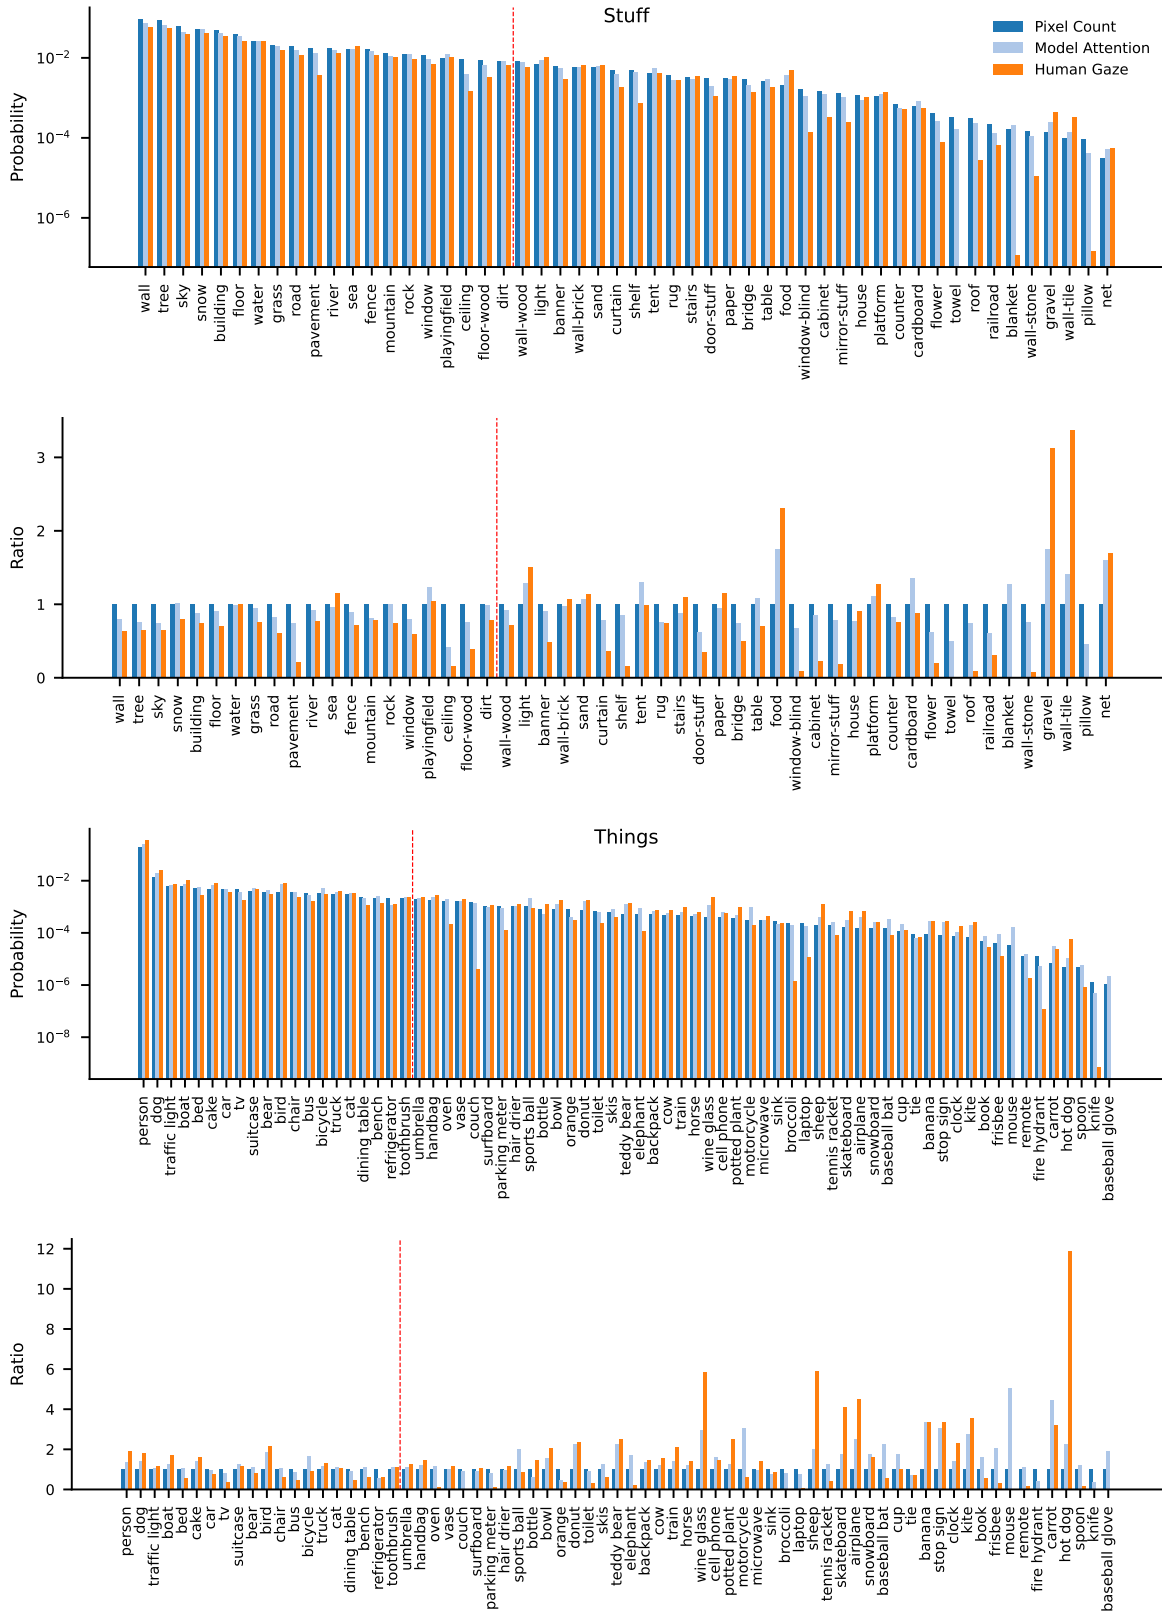 Stuff
Pixel Count
Model Attention
Human Gaze
Probability
10⁻²
10⁻⁴
10⁻⁶
wall
tree
sky
snow
building
floor
water
grass
road
pavement
river
sea
fence
mountain
rock
window
playingfield
ceiling
floor-wood
dirt
wall-wood
light
banner
wall-brick
sand
curtain
shelf
tent
rug
stairs
door-stuff
paper
bridge
table
food
window-blind
cabinet
mirror-stuff
house
platform
counter
cardboard
flower
towel
roof
railroad
blanket
wall-stone
gravel
wall-tile
pillow
net
Ratio
3
2
1
0
wall
tree
sky
snow
building
floor
water
grass
road
pavement
river
sea
fence
mountain
rock
window
playingfield
ceiling
floor-wood
dirt
wall-wood
light
banner
wall-brick
sand
curtain
shelf
tent
rug
stairs
door-stuff
paper
bridge
table
food
window-blind
cabinet
mirror-stuff
house
platform
counter
cardboard
flower
towel
roof
railroad
blanket
wall-stone
gravel
wall-tile
pillow
net
Things
Probability
10⁻²
10⁻⁴
10⁻⁶
10⁻⁸
person
dog
traffic light
boat
bed
cake
car
tv
suitcase
bear
bird
chair
bus
bicycle
truck
cat
dining table
bench
refrigerator
toothbrush
umbrella
handbag
oven
vase
couch
surfboard
parking meter
hair drier
sports ball
bottle
bowl
orange
donut
toilet
skis
teddy bear
elephant
backpack
cow
train
horse
wine glass
cell phone
potted plant
motorcycle
microwave
sink
broccoli
laptop
sheep
tennis racket
skateboard
airplane
snowboard
baseball bat
cup
tie
banana
stop sign
clock
kite
book
frisbee
mouse
remote
fire hydrant
carrot
hot dog
spoon
knife
baseball glove
Ratio
12
10
8
6
4
2
0
person
dog
traffic light
boat
bed
cake
car
tv
suitcase
bear
bird
chair
bus
bicycle
truck
cat
dining table
bench
refrigerator
toothbrush
umbrella
handbag
oven
vase
couch
surfboard
parking meter
hair drier
sports ball
bottle
bowl
orange
donut
toilet
skis
teddy bear
elephant
backpack
cow
train
horse
wine glass
cell phone
potted plant
motorcycle
microwave
sink
broccoli
laptop
sheep
tennis racket
skateboard
airplane
snowboard
baseball bat
cup
tie
banana
stop sign
clock
kite
book
frisbee
mouse
remote
fire hydrant
carrot
hot dog
spoon
knife
baseball glove